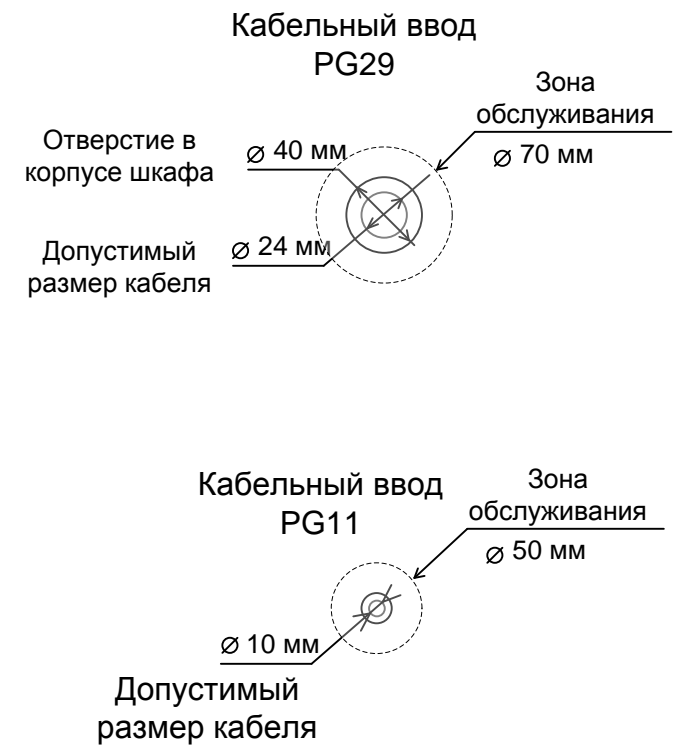 Кабельный ввод
PG29
Зона
обслуживания
⌀ 70 мм
Отверстие в
корпусе шкафа
⌀ 40 мм
Допустимый
размер кабеля
⌀ 24 мм
Кабельный ввод
PG11
Зона
обслуживания
⌀ 50 мм
⌀ 10 мм
Допустимый
размер кабеля